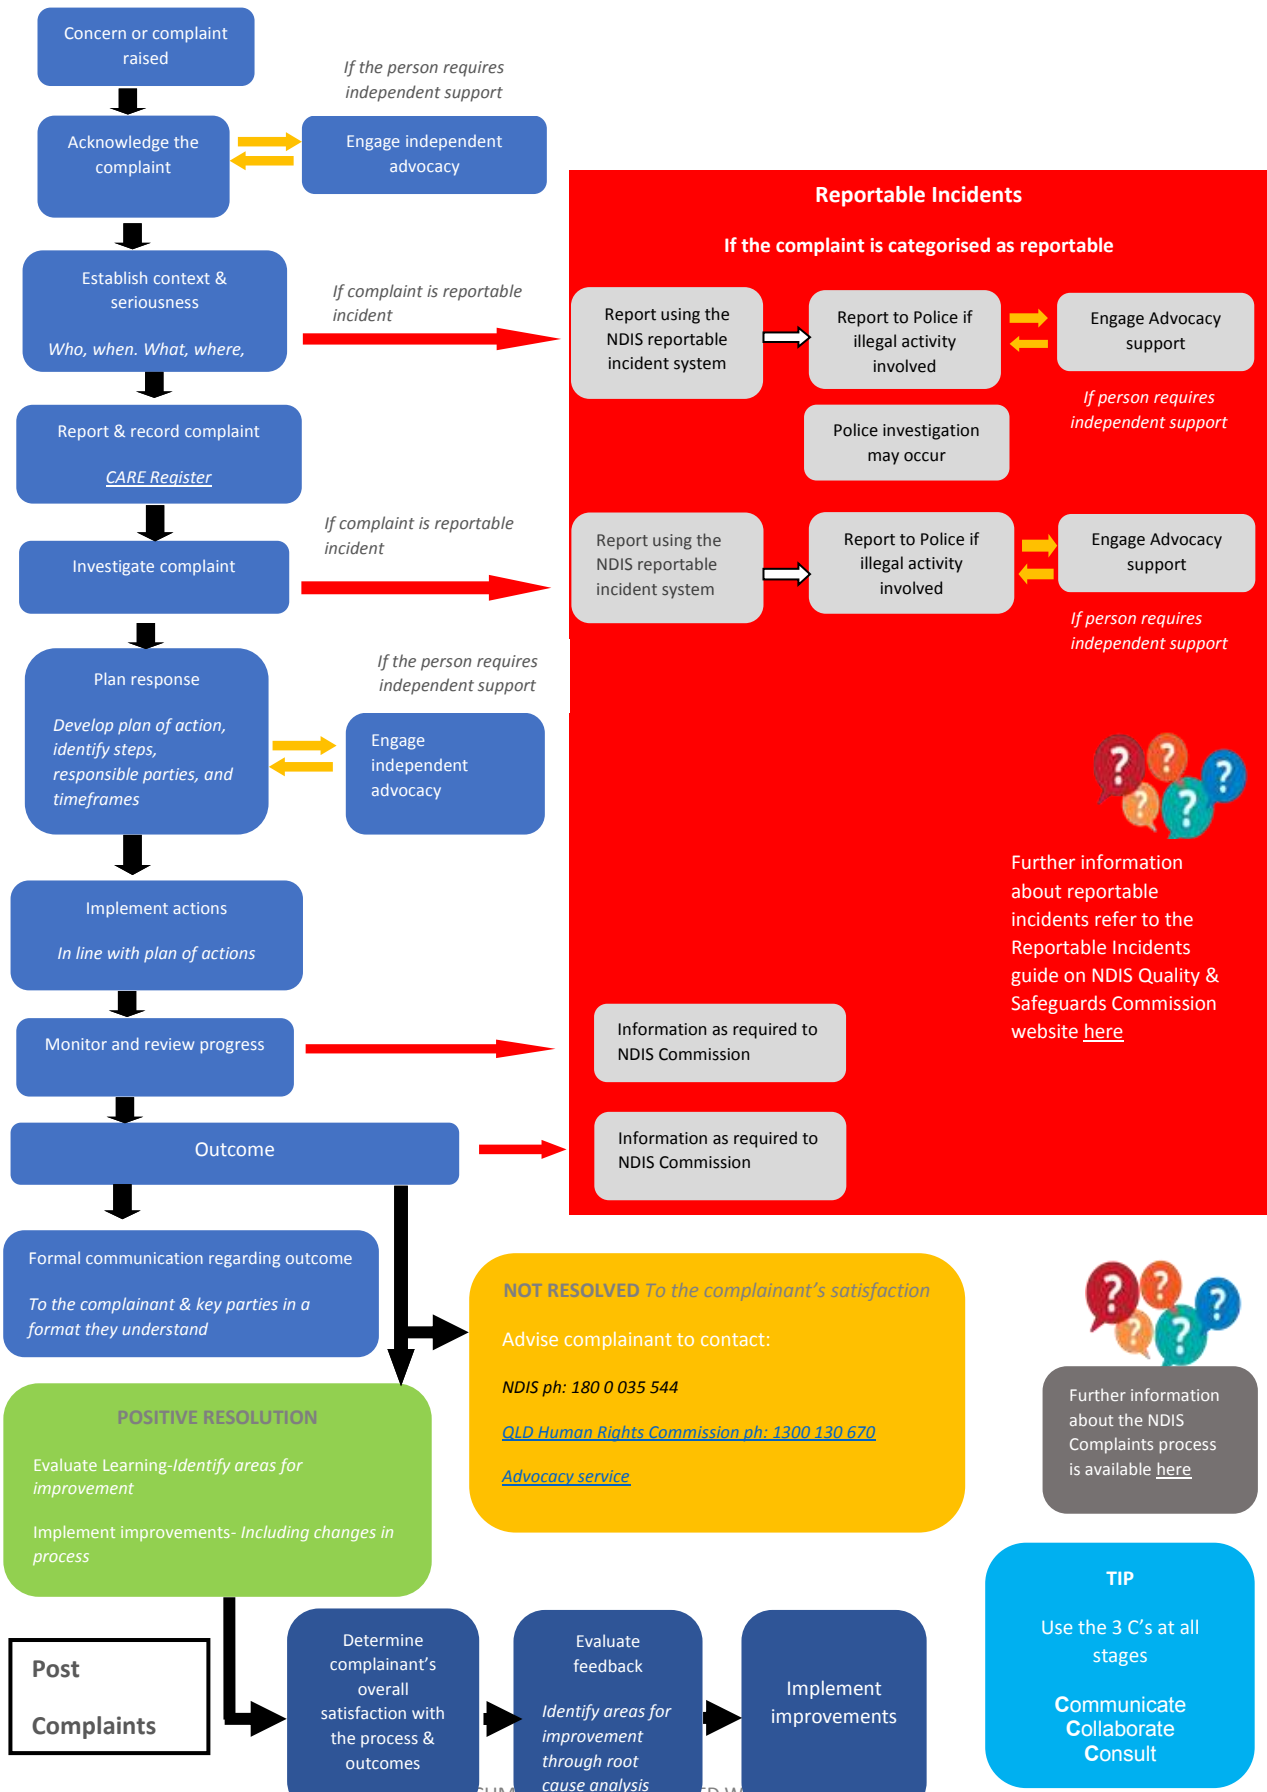 Concern or complaint
raised
If the person requires
independent support
Acknowledge the
complaint
Engage independent
advocacy
Establish context &
seriousness
Who, when. What, where,
If complaint is reportable
incident
Report & record complaint
CARE Register
If complaint is reportable
incident
Investigate complaint
Plan response
Develop plan of action,
identify steps,
responsible parties, and
timeframes
If the person requires
independent support
Engage
independent
advocacy
Implement actions
In line with plan of actions
Monitor and review progress
Outcome
Reportable Incidents
If the complaint is categorised as reportable
Report using the
NDIS reportable
incident system
Report to Police if
illegal activity
involved
Engage Advocacy
support
If person requires
independent support
Police investigation
may occur
Report using the
NDIS reportable
incident system
Report to Police if
illegal activity
involved
Engage Advocacy
support
If person requires
independent support
Further information
about reportable
incidents refer to the
Reportable Incidents
guide on NDIS Quality &
Safeguards Commission
website here
Information as required to
NDIS Commission
Information as required to
NDIS Commission
Formal communication regarding outcome
To the complainant & key parties in a
format they understand
NOT RESOLVED To the complainant's satisfaction
Advise complainant to contact:
NDIS ph: 180 0 035 544
QLD Human Rights Commission ph: 1300 130 670
Advocacy service
Further information
about the NDIS
Complaints process
is available here
POSITIVE RESOLUTION
Evaluate Learning-Identify areas for
improvement
Implement improvements- Including changes in
process
TIP
Use the 3 C's at all
stages
Communicate
Collaborate
Consult
Post
Complaints
Determine
complainant's
overall
satisfaction with
the process &
outcomes
Evaluate
feedback
Identify areas for
improvement
through root
cause analysis
Implement
improvements